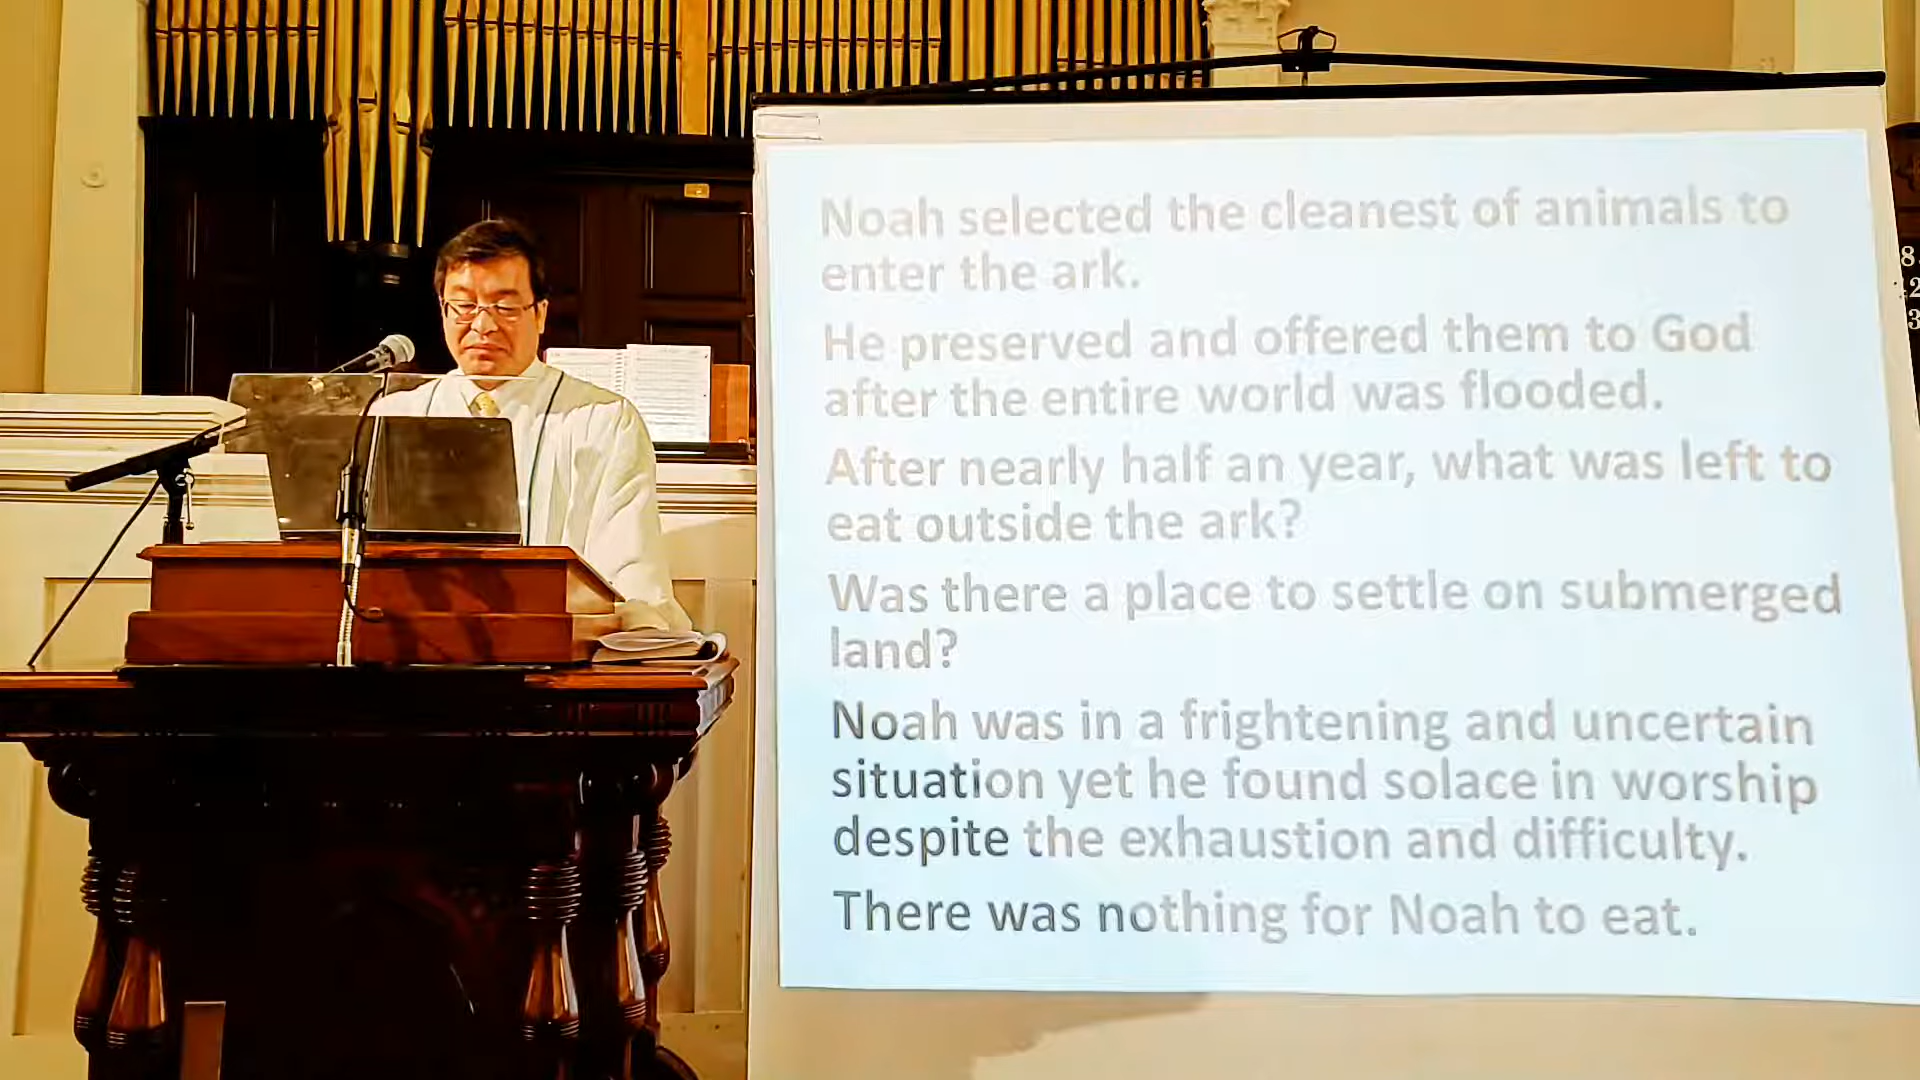 Noah selected the cleanest of animals to
enter the ark.
He preserved and offered them to God
after the entire world was flooded.
After nearly half an year, what was left to
eat outside the ark?
Was there a place to settle on submerged
land?
Noah was in a frightening and uncertain
situation yet he found solace in worship
despite the exhaustion and difficulty.
There was nothing for Noah to eat.